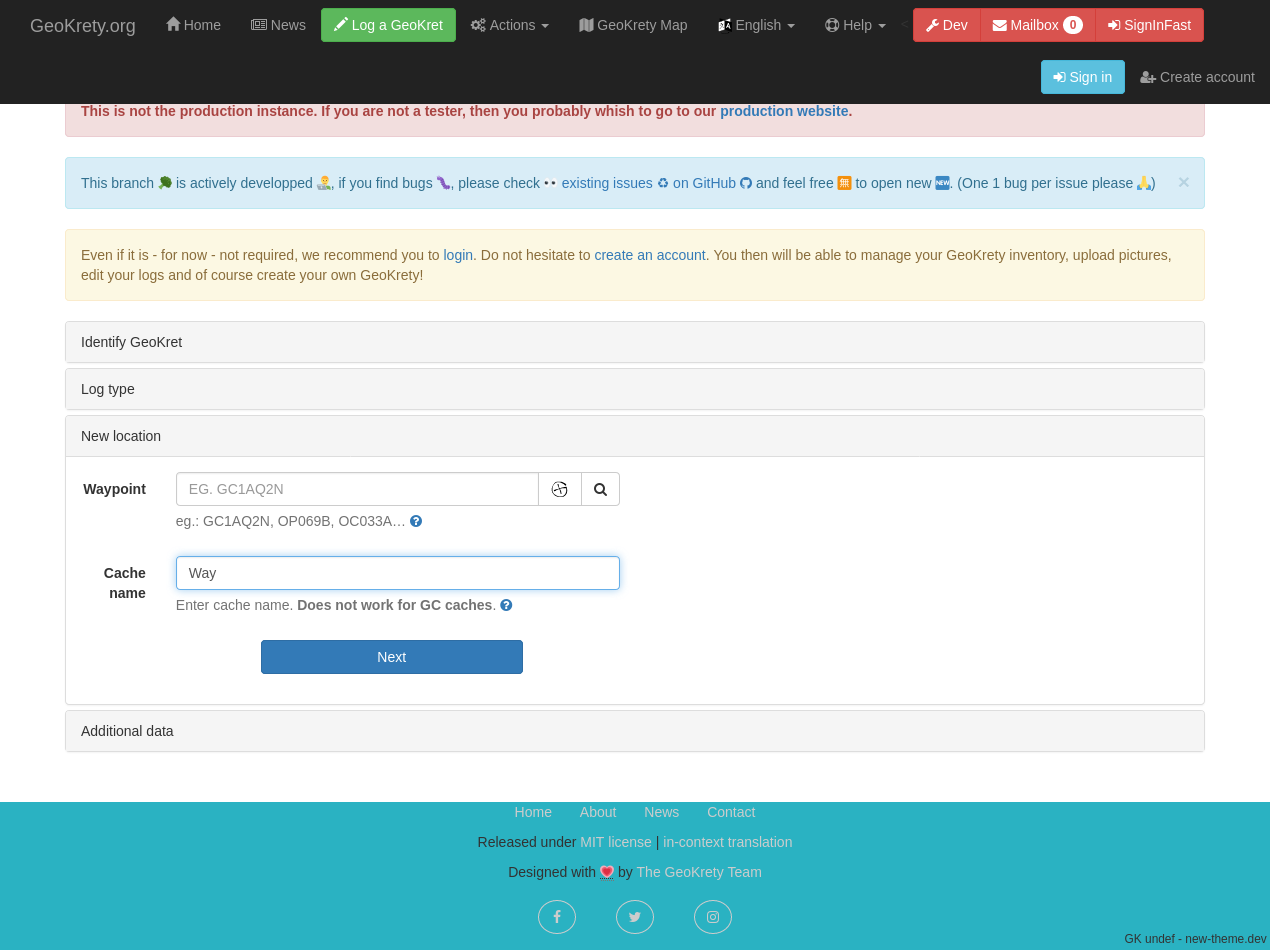 GeoKrety.org Home News Log a GeoKret Actions GeoKrety Map English Help < Dev Mailbox 0 SignInFast
Sign in Create account
This is not the production instance. If you are not a tester, then you probably whish to go to our production website.
This branch 🥦 is actively developped 👨‍💻, if you find bugs 🐛, please check 👀 existing issues ♻ on GitHub and feel free 🈚 to open new 🆕. (One 1 bug per issue please 🙏) ×
Even if it is - for now - not required, we recommend you to login. Do not hesitate to create an account. You then will be able to manage your GeoKrety inventory, upload pictures,
edit your logs and of course create your own GeoKrety!
Identify GeoKret
Log type
New location
Waypoint EG. GC1AQ2N
eg.: GC1AQ2N, OP069B, OC033A…
Cache name Way
Enter cache name. Does not work for GC caches.
Next
Additional data
Home About News Contact
Released under MIT license | in-context translation
Designed with 💗 by The GeoKrety Team
GK undef - new-theme.dev